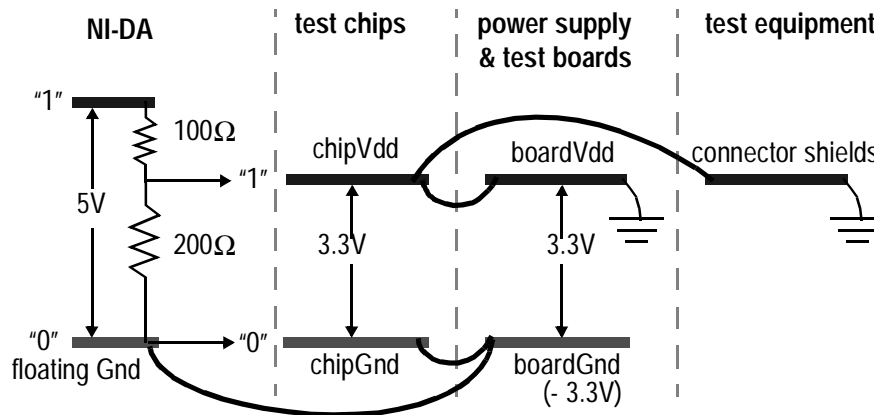 NI-DA
test chips
power supply
& test boards
test equipment
“1”
100Ω
“1”
5V
200Ω
“0”
“0”
floating Gnd
chipVdd
3.3V
chipGnd
boardVdd
3.3V
boardGnd
(- 3.3V)
connector shields